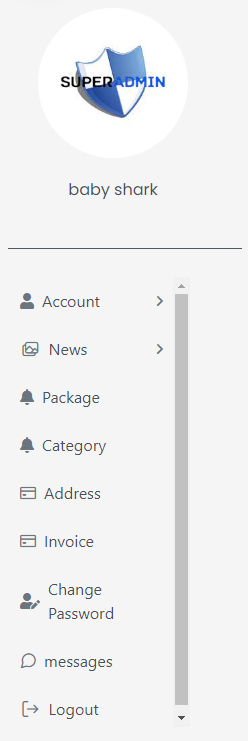 SUPERADMIN
baby shark
Account
News
Package
Category
Address
Invoice
Change
Password
messages
Logout